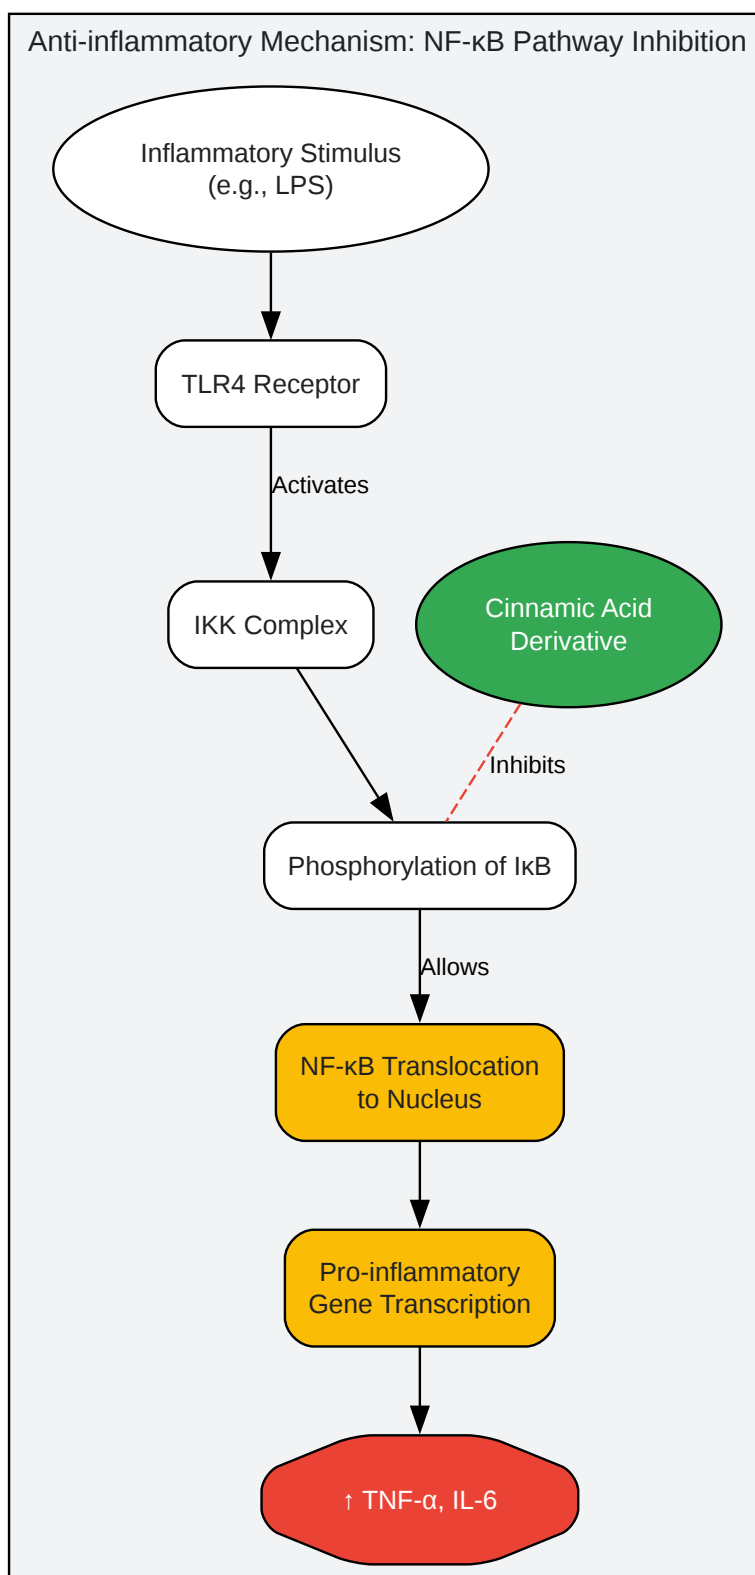 Anti-inflammatory Mechanism: NF-κB Pathway Inhibition
Inflammatory Stimulus
(e.g., LPS)
TLR4 Receptor
Activates
IKK Complex
Cinnamic Acid
Derivative
Inhibits
Phosphorylation of IκB
Allows
NF-κB Translocation
to Nucleus
Pro-inflammatory
Gene Transcription
↑ TNF-α, IL-6